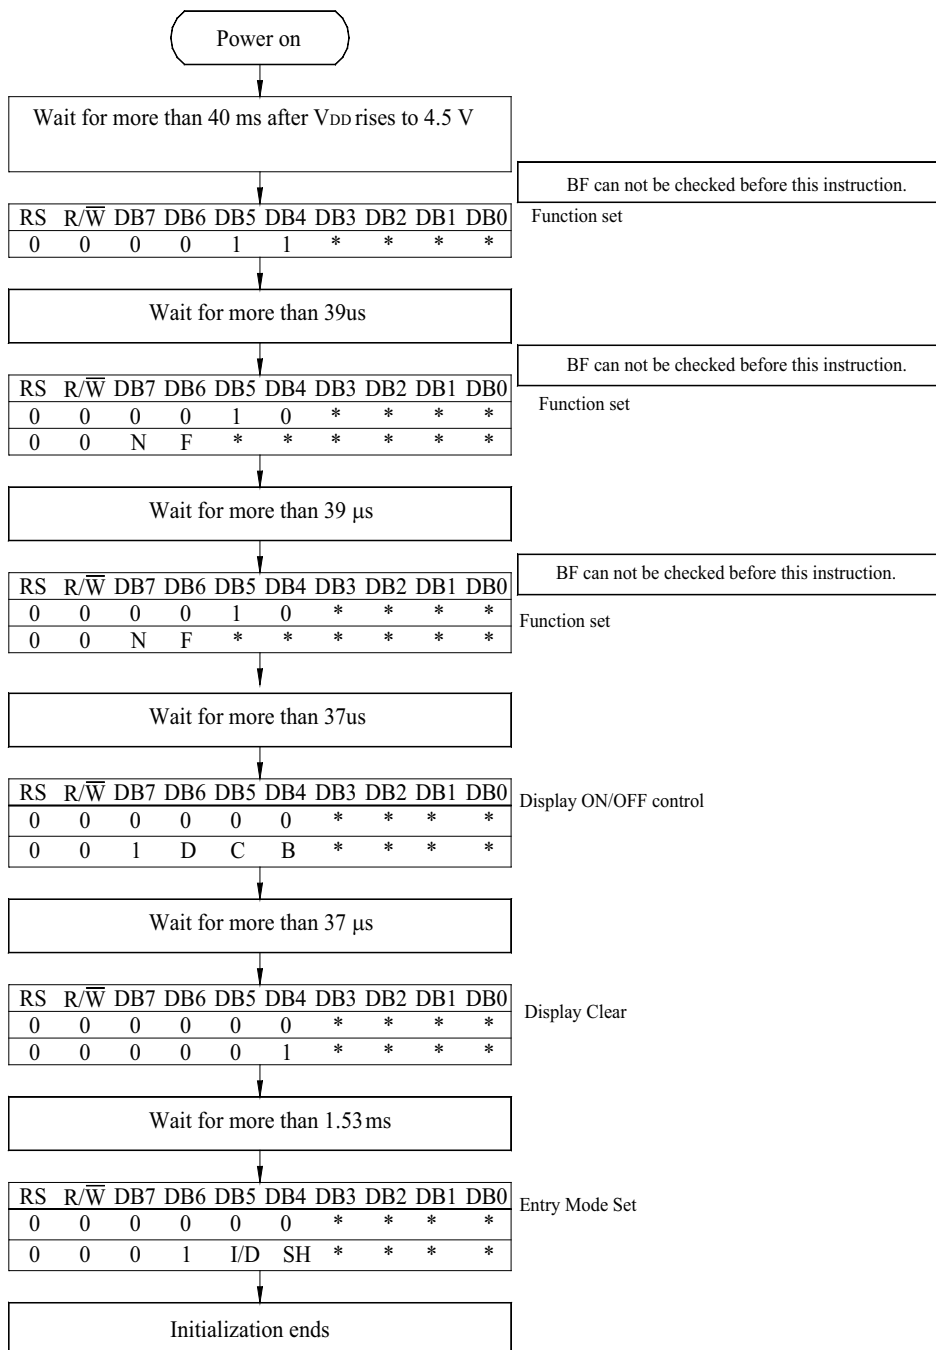 Power on
Wait for more than 40 ms after VDD rises to 4.5 V
BF can not be checked before this instruction.
RS R/W̅ DB7 DB6 DB5 DB4 DB3 DB2 DB1 DB0
Function set
0 0 0 0 1 1 * * * *
Wait for more than 39us
BF can not be checked before this instruction.
RS R/W̅ DB7 DB6 DB5 DB4 DB3 DB2 DB1 DB0
Function set
0 0 0 0 1 0 * * * *
0 0 N F * * * * * *
Wait for more than 39 μs
BF can not be checked before this instruction.
RS R/W̅ DB7 DB6 DB5 DB4 DB3 DB2 DB1 DB0
0 0 0 0 1 0 * * * *
Function set
0 0 N F * * * * * *
Wait for more than 37us
RS R/W̅ DB7 DB6 DB5 DB4 DB3 DB2 DB1 DB0
Display ON/OFF control
0 0 0 0 0 0 * * * *
0 0 1 D C B * * * *
Wait for more than 37 μs
RS R/W̅ DB7 DB6 DB5 DB4 DB3 DB2 DB1 DB0
Display Clear
0 0 0 0 0 0 * * * *
0 0 0 0 0 1 * * * *
Wait for more than 1.53ms
RS R/W̅ DB7 DB6 DB5 DB4 DB3 DB2 DB1 DB0
Entry Mode Set
0 0 0 0 0 0 * * * *
0 0 0 1 I/D SH * * * *
Initialization ends